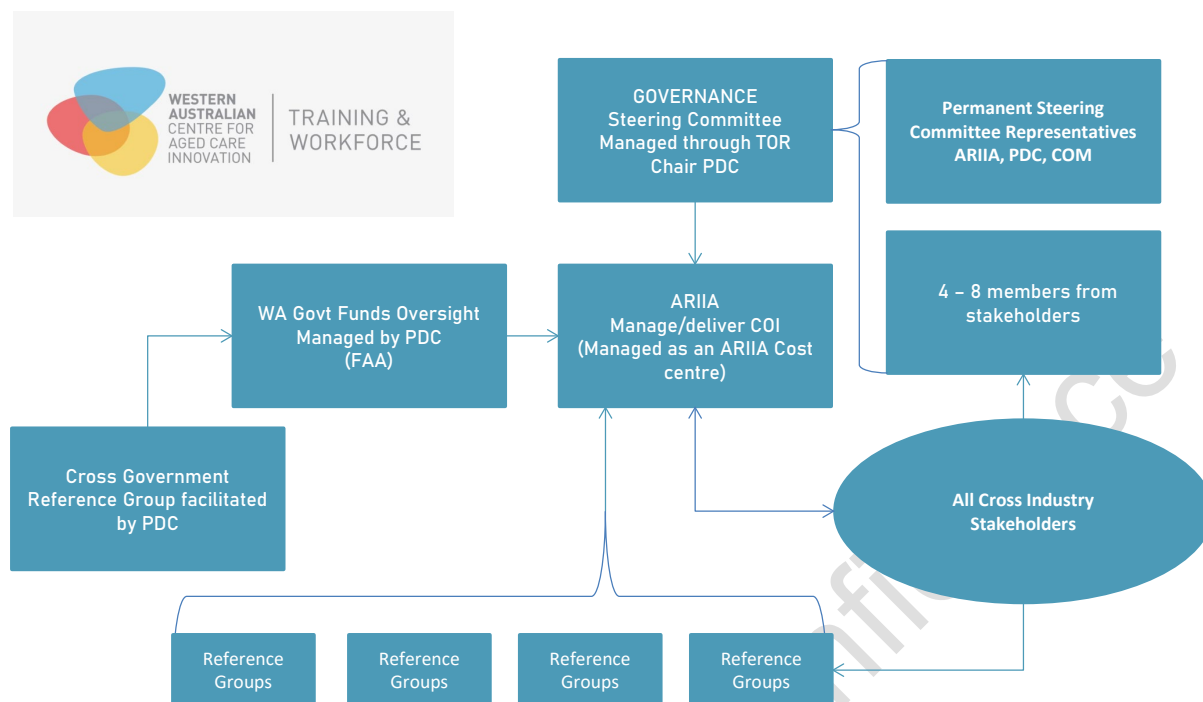 WESTERN
AUSTRALIAN
CENTRE FOR
AGED CARE
INNOVATION
TRAINING &
WORKFORCE
GOVERNANCE
Steering Committee
Managed through TOR
Chair PDC
Permanent Steering
Committee Representatives
ARIIA, PDC, COM
WA Govt Funds Oversight
Managed by PDC
(FAA)
ARIIA
Manage/deliver COI
(Managed as an ARIIA Cost
centre)
4 – 8 members from
stakeholders
Cross Government
Reference Group facilitated
by PDC
All Cross Industry
Stakeholders
Reference
Groups
Reference
Groups
Reference
Groups
Reference
Groups